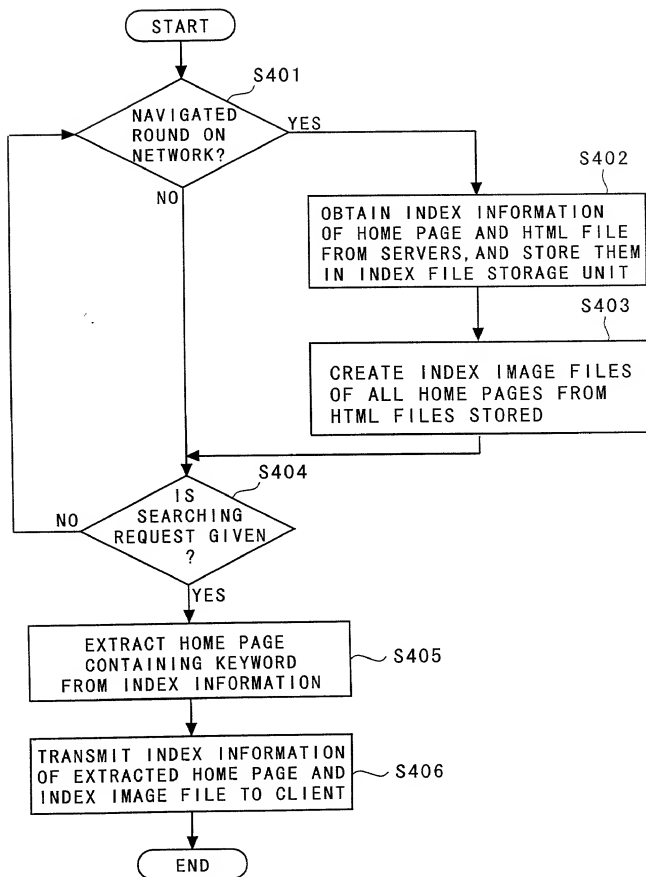 START
S401
NAVIGATED
ROUND ON
NETWORK?
YES
NO
S402
OBTAIN INDEX INFORMATION
OF HOME PAGE AND HTML FILE
FROM SERVERS, AND STORE THEM
IN INDEX FILE STORAGE UNIT
S403
CREATE INDEX IMAGE FILES
OF ALL HOME PAGES FROM
HTML FILES STORED
S404
IS
SEARCHING
REQUEST GIVEN
?
NO
YES
EXTRACT HOME PAGE
CONTAINING KEYWORD
FROM INDEX INFORMATION
S405
TRANSMIT INDEX INFORMATION
OF EXTRACTED HOME PAGE AND
INDEX IMAGE FILE TO CLIENT
S406
END